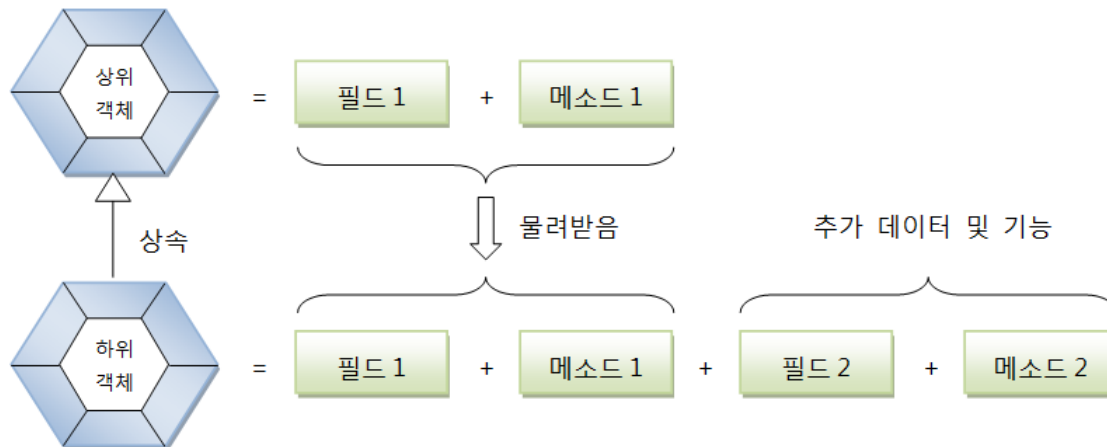 상위
객체
= 필드 1 + 메소드 1
상속
물려받음
추가 데이터 및 기능
하위
객체
= 필드 1 + 메소드 1 + 필드 2 + 메소드 2